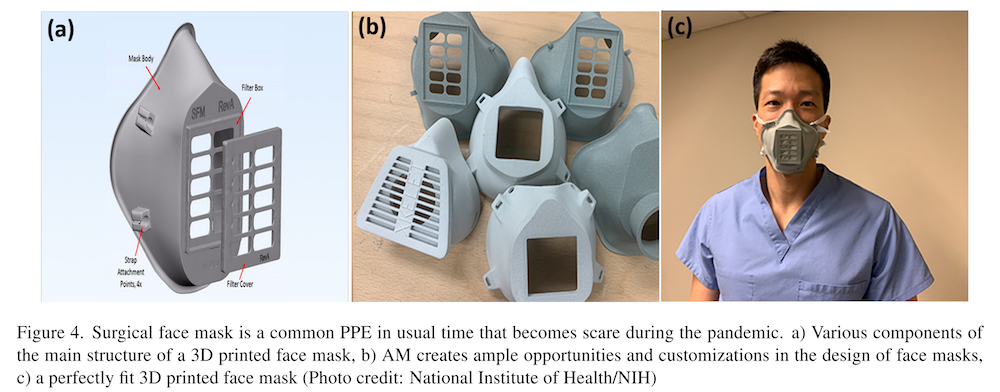 (a)
Mask Body
Filter Box
SFM RevA
Strap
Attachment
Points, 4x
RevA
Filter Cover
(b)
(c)
Figure 4. Surgical face mask is a common PPE in usual time that becomes scare during the pandemic. a) Various components of
the main structure of a 3D printed face mask, b) AM creates ample opportunities and customizations in the design of face masks,
c) a perfectly fit 3D printed face mask (Photo credit: National Institute of Health/NIH)